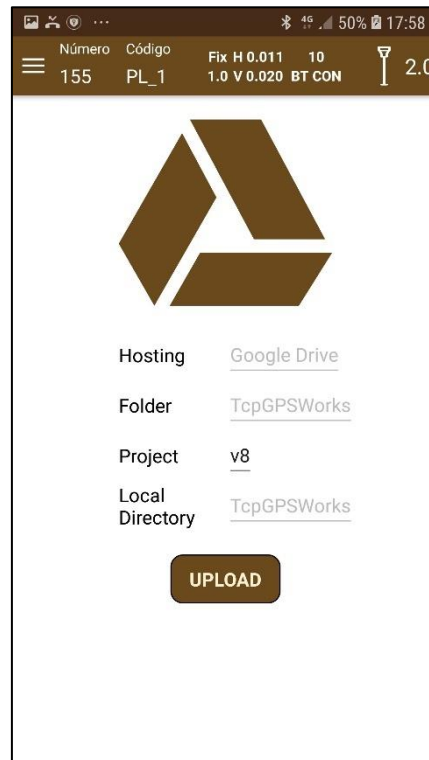 ... 4G 50% 17:58
Número Código Fix H 0.011 10
155 PL_1 1.0 V 0.020 BT CON 2.0
Hosting Google Drive
Folder TcpGPSWorks
Project v8
Local
Directory TcpGPSWorks
UPLOAD